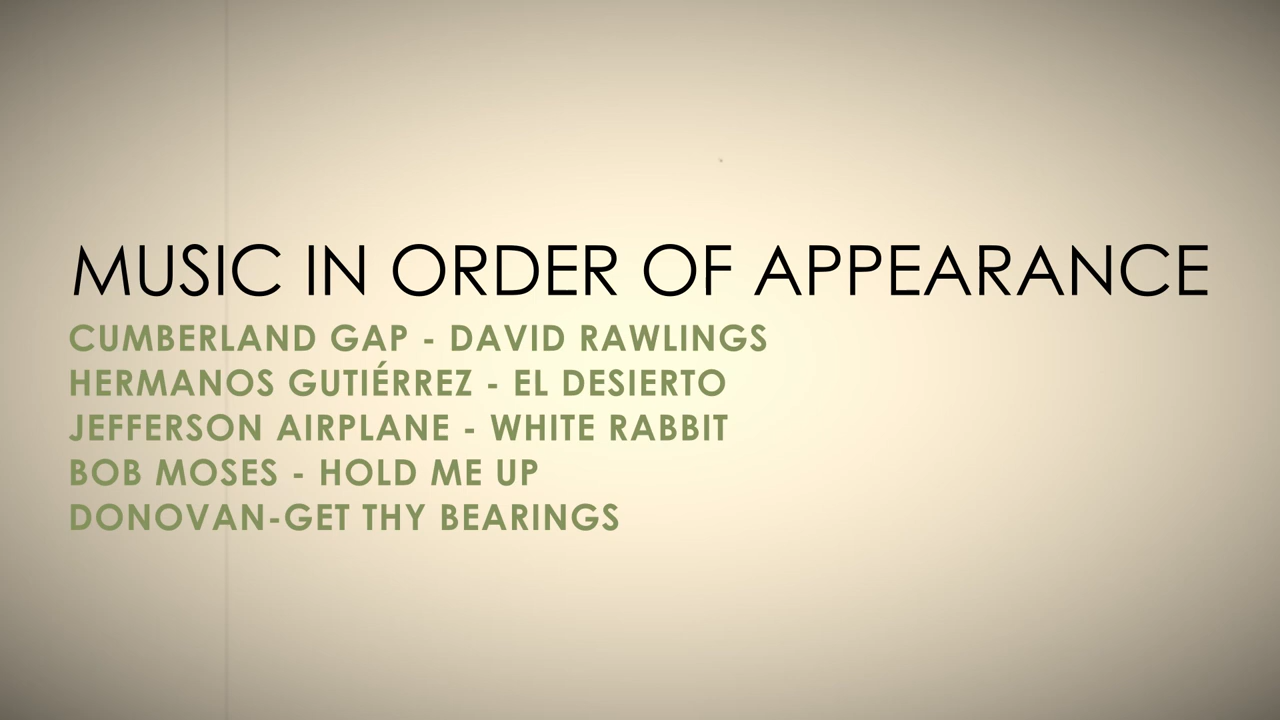 MUSIC IN ORDER OF APPEARANCE
CUMBERLAND GAP - DAVID RAWLINGS
HERMANOS GUTIÉRREZ - EL DESIERTO
JEFFERSON AIRPLANE - WHITE RABBIT
BOB MOSES - HOLD ME UP
DONOVAN-GET THY BEARINGS